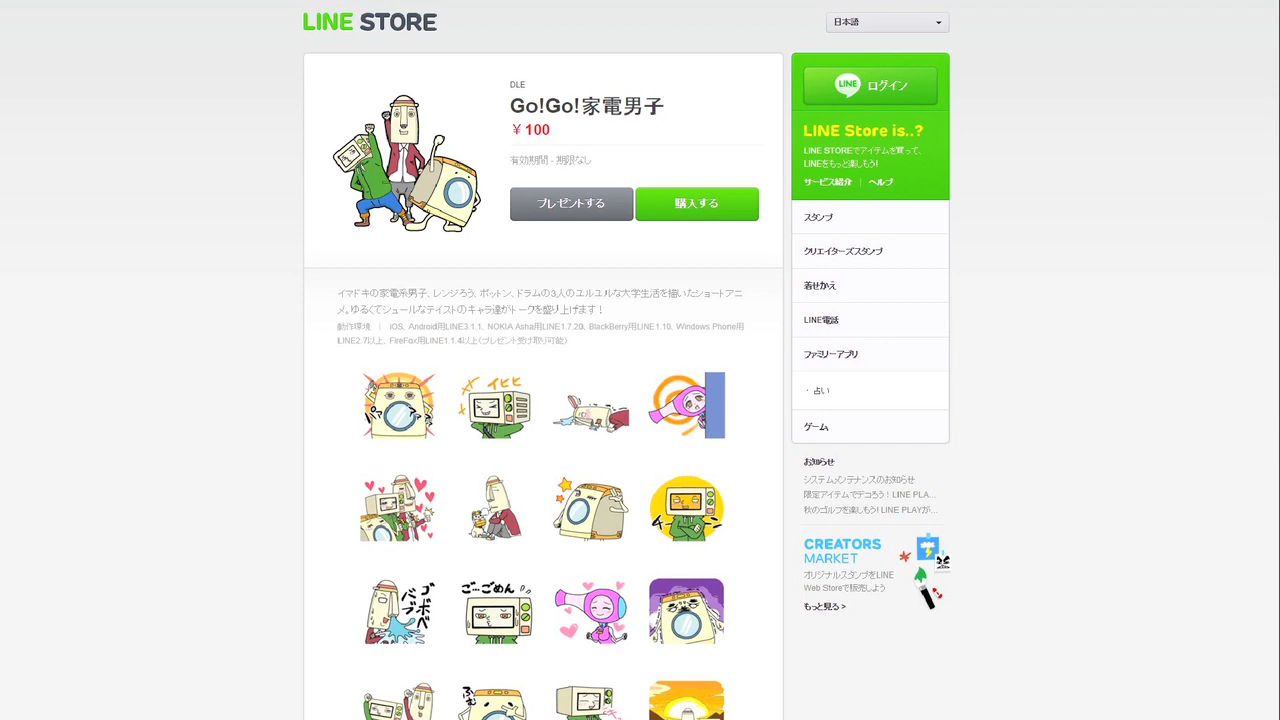 LINE STORE
日本語
DLE
Go!Go!家電男子
￥100
有効期間 - 期限なし
プレゼントする
購入する
イマドキの家電系男子、レンジろう、ポットン、ドラムの3人のユルユルな大学生活を描いたショートアニ
メ。ゆるくてシュールなテイストのキャラ達がトークを盛り上げます！
動作環境 | iOS、Android用LINE3.1.1、NOKIA Asha用LINE1.7.20、BlackBerry用LINE1.10、Windows Phone用
LINE2.7以上、FireFox用LINE1.1.4以上(プレゼント受け取り可能)
イヒヒ
ゴボボベ
バブ
ご…ごめん
ふむ
LINE
ログイン
LINE Store is..?
LINE STOREでアイテムを買って、
LINEをもっと楽しもう!
サービス紹介 | ヘルプ
スタンプ
クリエイターズスタンプ
着せかえ
LINE電話
ファミリーアプリ
・ 占い
ゲーム
お知らせ
システムメンテナンスのお知らせ
限定アイテムでデコろう！LINE PLA...
秋のゴルフを楽しもう! LINE PLAYが...
CREATORS
MARKET
オリジナルスタンプをLINE
Web Storeで販売しよう
もっと見る >